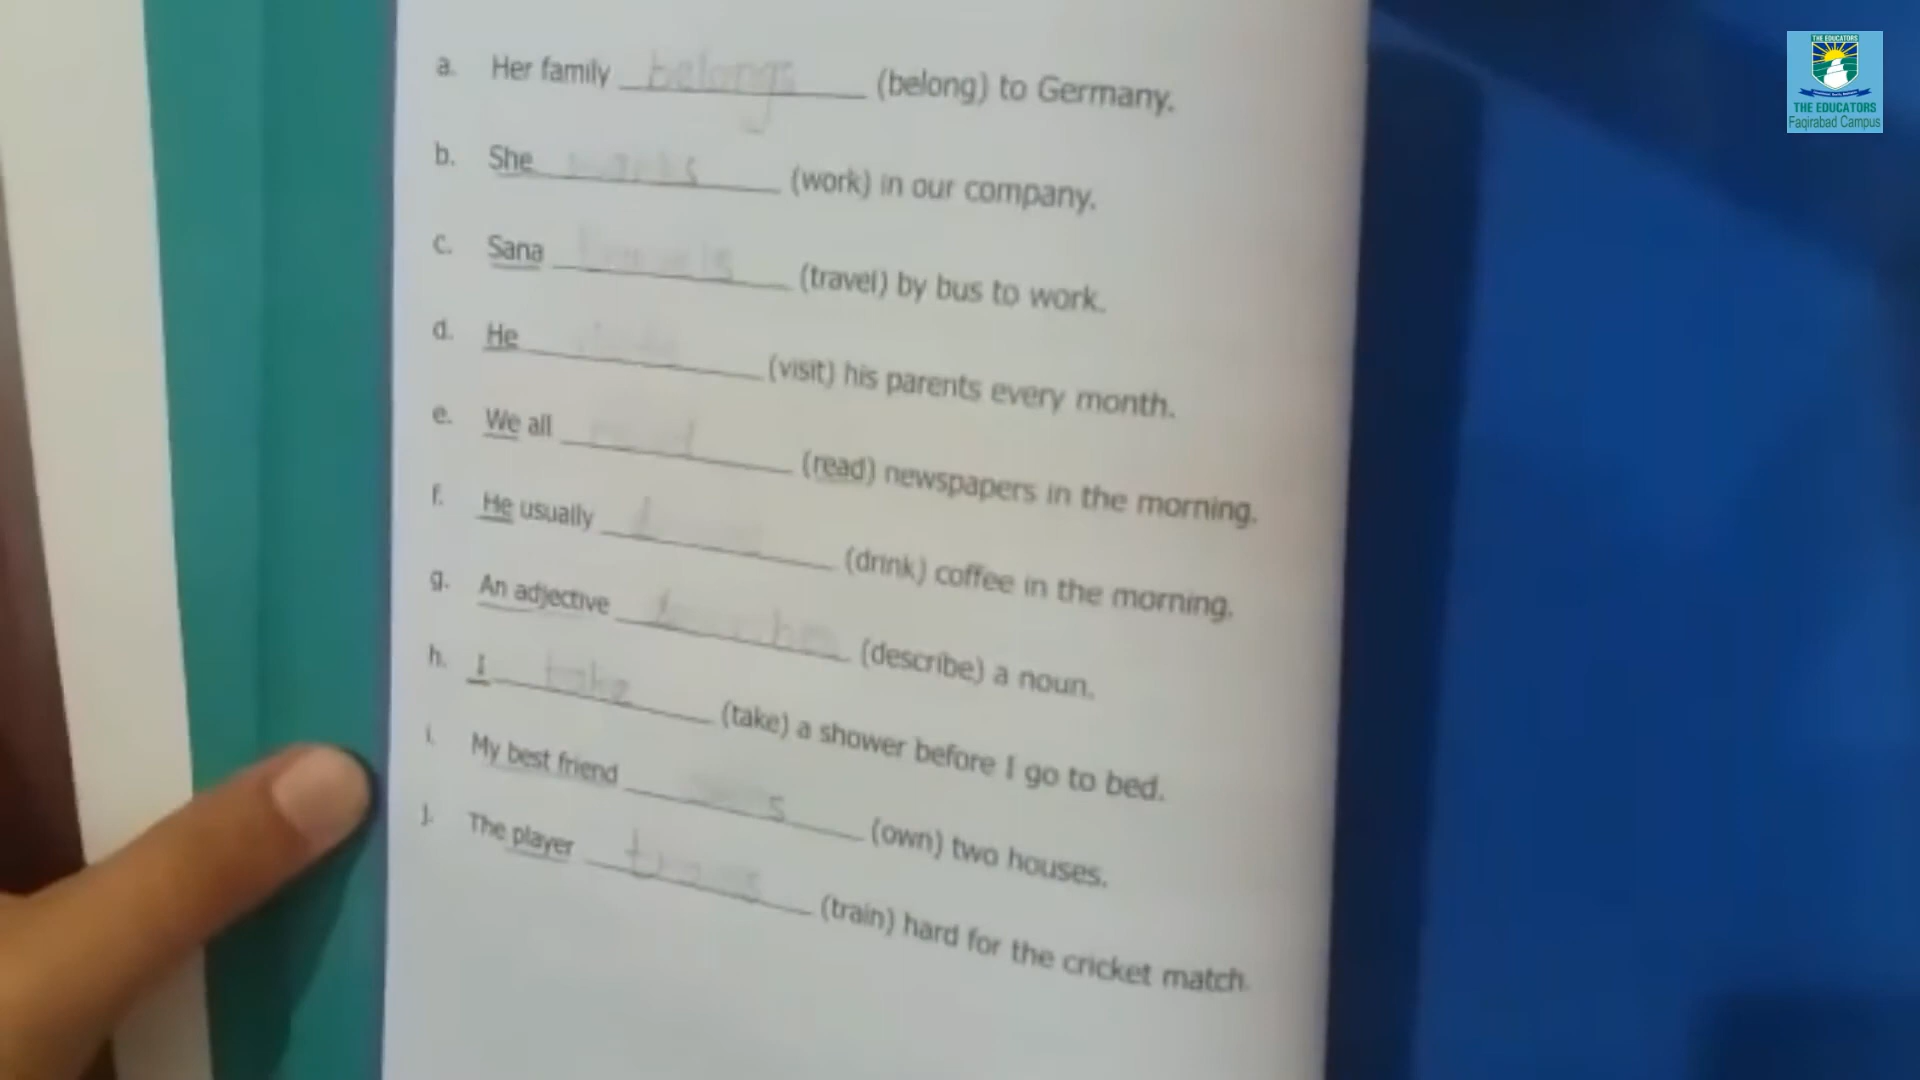 THE EDUCATORS
THE EDUCATORS
Faqirabad Campus
a. Her family belongs (belong) to Germany.
b. She works (work) in our company.
c. Sana travels (travel) by bus to work.
d. He (visit) his parents every month.
e. We all read (read) newspapers in the morning.
f. He usually (drink) coffee in the morning.
g. An adjective (describe) a noun.
h. I take (take) a shower before I go to bed.
i. My best friend (own) two houses.
j. The player (train) hard for the cricket match.